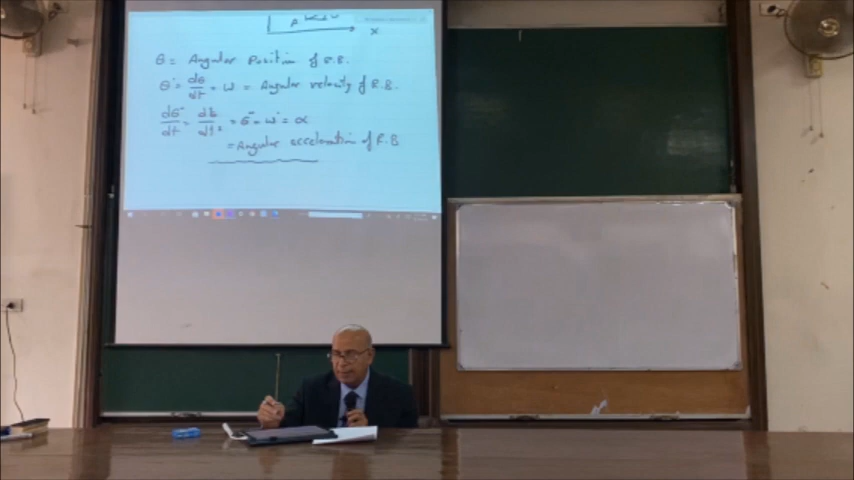 x
θ = Angular Position of R.B.
θ˙ = dθ/dt = ω = Angular velocity of R.B.
dθ˙/dt = d²θ/dt² = θ¨ = ω˙ = α
= Angular acceleration of R.B.